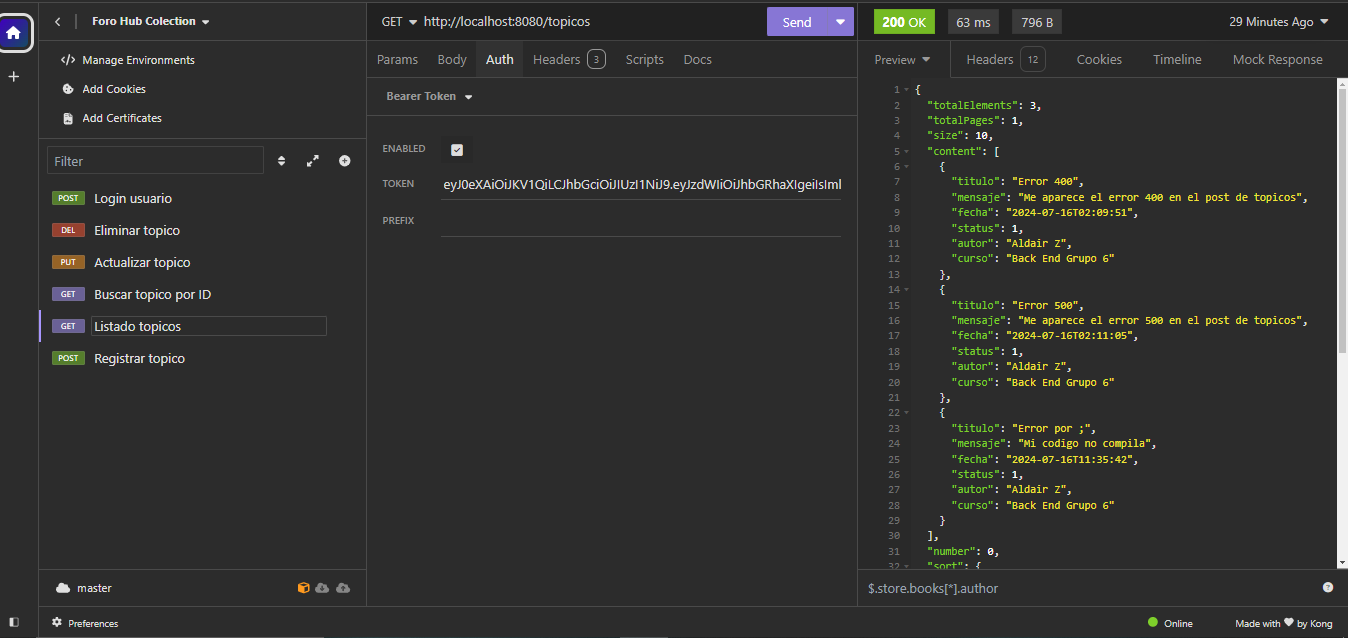 Foro Hub Colection
Manage Environments
Add Cookies
Add Certificates
Filter
POST Login usuario
DEL Eliminar topico
PUT Actualizar topico
GET Buscar topico por ID
GET Listado topicos
POST Registrar topico
master
Preferences
GET http://localhost:8080/topicos
Send
Params Body Auth Headers 3 Scripts Docs
Bearer Token
ENABLED
TOKEN eyJ0eXAiOiJKV1QiLCJhbGciOiJIUzI1NiJ9.eyJzdWIiOiJhbGRhaXIgeiIsIml
PREFIX
200 OK 63 ms 796 B 29 Minutes Ago
Preview Headers 12 Cookies Timeline Mock Response
1 {
2 "totalElements": 3,
3 "totalPages": 1,
4 "size": 10,
5 "content": [
6 {
7 "titulo": "Error 400",
8 "mensaje": "Me aparece el error 400 en el post de topicos",
9 "fecha": "2024-07-16T02:09:51",
10 "status": 1,
11 "autor": "Aldair Z",
12 "curso": "Back End Grupo 6"
13 },
14 {
15 "titulo": "Error 500",
16 "mensaje": "Me aparece el error 500 en el post de topicos",
17 "fecha": "2024-07-16T02:11:05",
18 "status": 1,
19 "autor": "Aldair Z",
20 "curso": "Back End Grupo 6"
21 },
22 {
23 "titulo": "Error por ;",
24 "mensaje": "Mi codigo no compila",
25 "fecha": "2024-07-16T11:35:42",
26 "status": 1,
27 "autor": "Aldair Z",
28 "curso": "Back End Grupo 6"
29 }
30 ],
31 "number": 0,
32 "sort": {
$.store.books[*].author
Online Made with by Kong